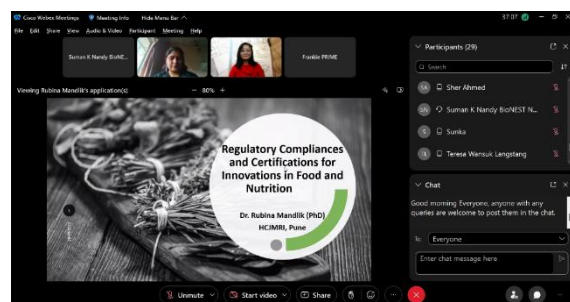 Cisco Webex Meetings Meeting Info Hide Menu Bar
37:07
File Edit Share View Audio & Video Participant Meeting Help
Suman K Nandy BioNE...
Frankie PRIME
Viewing Rubina Mandlik's application(s)
80%
Regulatory Compliances
and Certifications for
Innovations in Food and
Nutrition
Dr. Rubina Mandlik (PhD)
HCJMRI, Pune
Participants (29)
Search
SA Sher Ahmed
SN Suman K Nandy BioNEST N...
S Sunka
Teresa Wansuk Langstang
Chat
Good morning Everyone, anyone with any
queries are welcome to post them in the chat.
To: Everyone
Enter chat message here
Unmute Start video Share